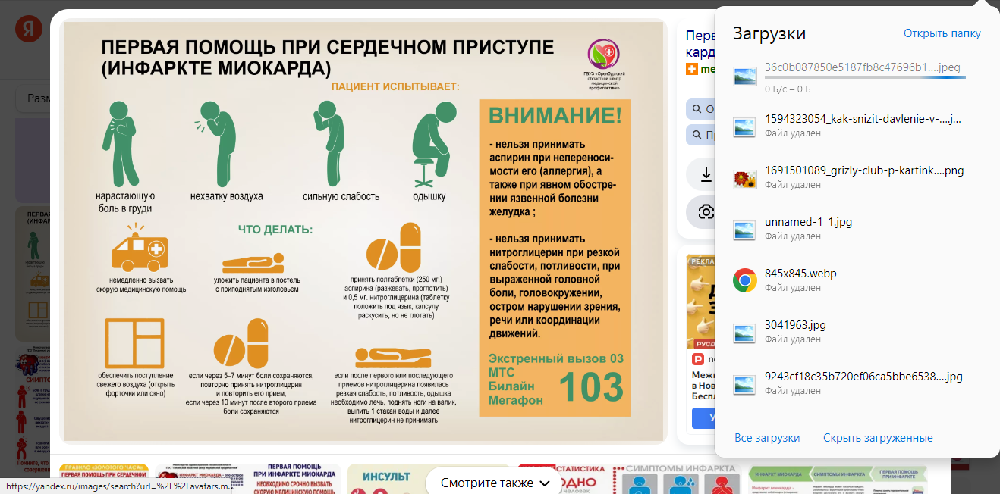 Я
Разм
ПЕРВАЯ ПОМОЩЬ ПРИ СЕРДЕЧНОМ ПРИСТУПЕ
(ИНФАРКТЕ МИОКАРДА)
ГБУЗ «Оренбургский
областной центр
медицинской
профилактики»
ПАЦИЕНТ ИСПЫТЫВАЕТ:
нарастающую
боль в груди
нехватку воздуха
сильную слабость
одышку
ЧТО ДЕЛАТЬ:
немедленно вызвать
скорую медицинскую помощь
уложить пациента в постель
с приподнятым изголовьем
принять полтаблетки (250 мг.)
аспирина (разжевать, проглотить)
и 0,5 мг. нитроглицерина (таблетку
положить под язык, капсулу
раскусить, но не глотать)
обеспечить поступление
свежего воздуха (открыть
форточки или окно)
если через 5–7 минут боли сохраняются,
повторно принять нитроглицерин
и повторить его прием,
если через 10 минут после второго приема
боли сохраняются
если после первого или последующего
приемов нитроглицерина появилась
резкая слабость, потливость, одышка
необходимо лечь, поднять ноги на валик,
выпить 1 стакан воды и далее
нитроглицерин не принимать
ВНИМАНИЕ!
- нельзя принимать
аспирин при непереноси-
мости его (аллергия), а
также при явном обостре-
нии язвенной болезни
желудка ;
- нельзя принимать
нитроглицерин при резкой
слабости, потливости, при
выраженной головной
боли, головокружении,
остром нарушении зрения,
речи или координации
движений.
Экстренный вызов 03
МТС
Билайн
Мегафон
103
Перв
кард
me
О
РЕКЛА
РУСД
Межк
в Нов
Бесп
У
Загрузки
Открыть папку
36c0b087850e5187fb8c47696b1....jpeg
0 Б/с – 0 Б
1594323054_kak-snizit-davlenie-v-....j...
Файл удален
1691501089_grizly-club-p-kartink....png
Файл удален
unnamed-1_1.jpg
Файл удален
845x845.webp
Файл удален
3041963.jpg
Файл удален
9243cf18c35b720ef06ca5bbe6538....jpg
Файл удален
Все загрузки
Скрыть загруженные
ПРАВИЛО «ЗОЛОТОГО ЧАСА»
ПЕРВАЯ ПОМОЩЬ ПРИ СЕРДЕЧНОМ
ПЕРВАЯ ПОМОЩЬ
ПРИ ИНФАРКТЕ МИОКАРДА
НЕОБХОДИМО СРОЧНО ВЫЗВАТЬ
СКОРУЮ МЕДИЦИНСКУЮ ПОМОЩЬ
ИНСУЛЬТ
Смотрите также
СТАТИСТИКА
ОДНО
СИМПТОМЫ ИНФАРКТА
ИНФАРКТ МИОКАРДА
СИМПТОМЫ ИНФАРКТА
ПЕРВАЯ ПОМОЩЬ
ПРИ ИНФАРКТЕ
https://yandex.ru/images/search?url=%2F%2Favatars.m...